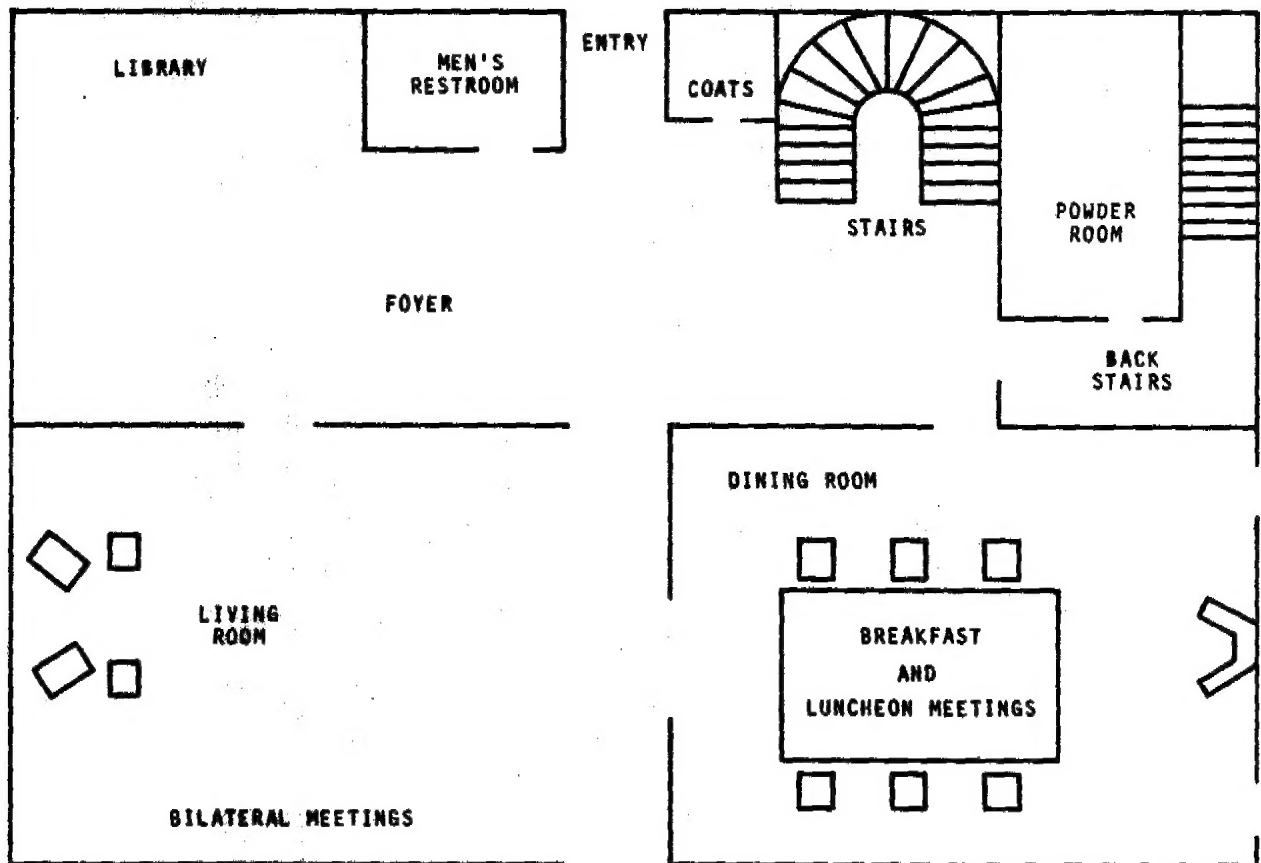 ENTRY
LIBRARY
MEN'S
RESTROOM
COATS
STAIRS
POWDER
ROOM
FOYER
BACK
STAIRS
DINING ROOM
LIVING
ROOM
BREAKFAST
AND
LUNCHEON MEETINGS
BILATERAL MEETINGS